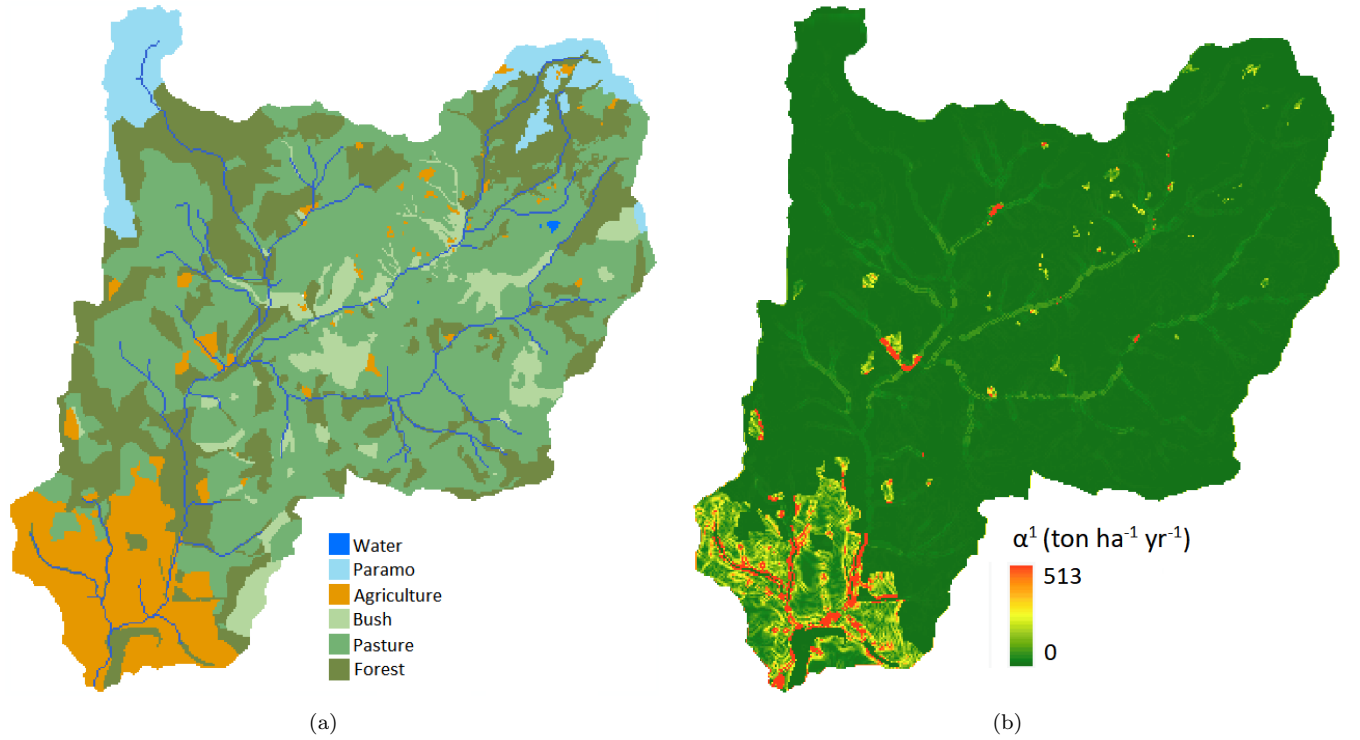 Water
Paramo
Agriculture
Bush
Pasture
Forest
(a)
α¹ (ton ha⁻¹ yr⁻¹)
513
0
(b)